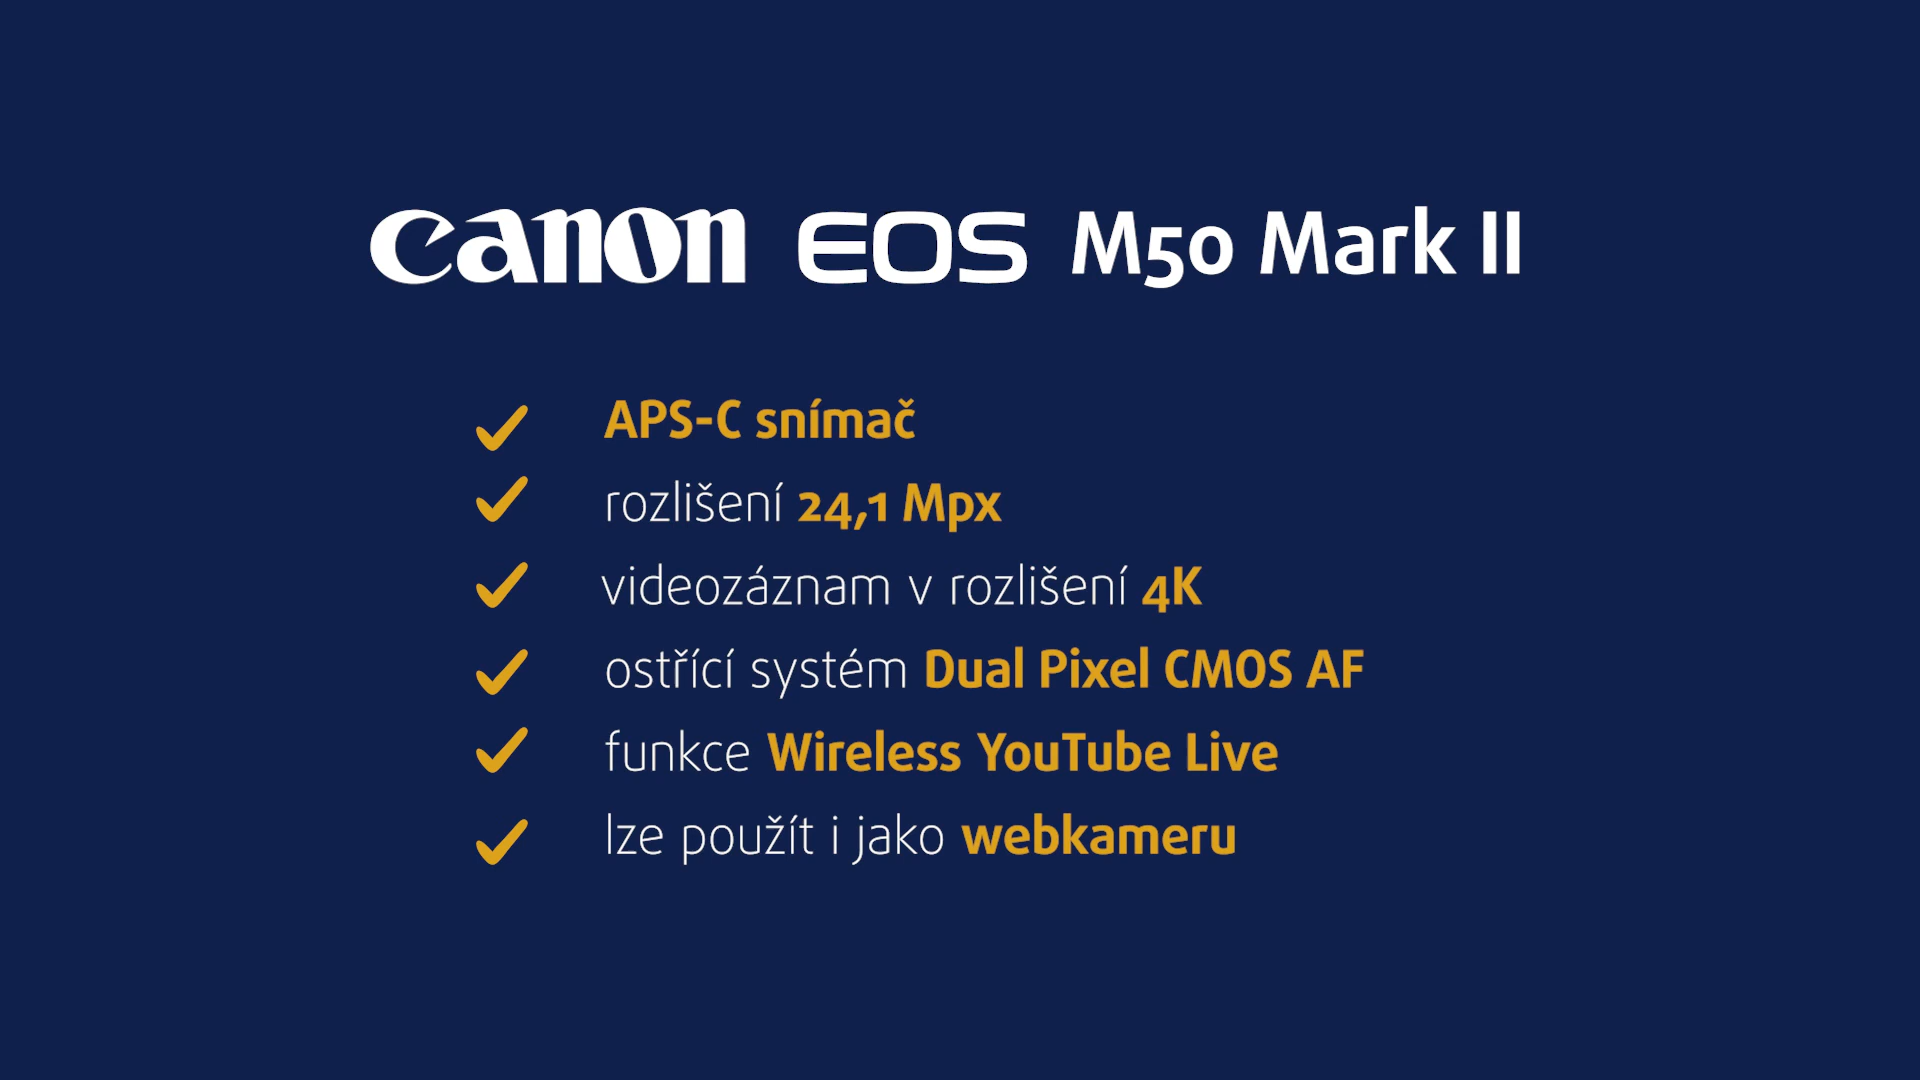 Canon EOS M50 Mark II
APS-C snímač
rozlišení 24,1 Mpx
videozáznam v rozlišení 4K
ostřící systém Dual Pixel CMOS AF
funkce Wireless YouTube Live
lze použít i jako webkameru